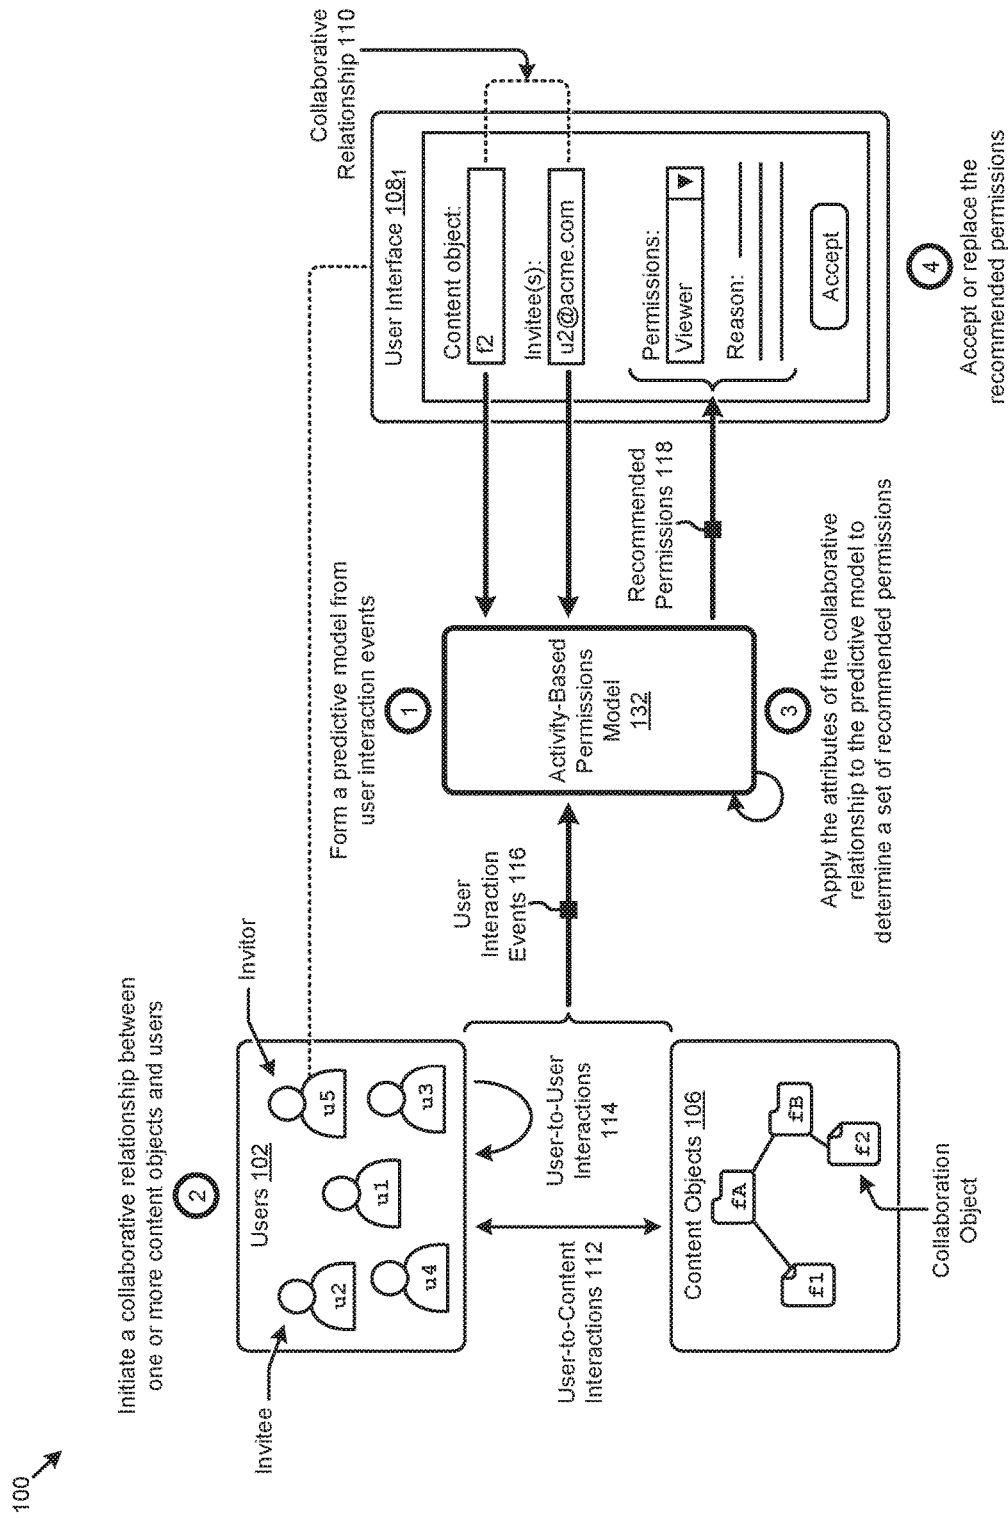 100
Initiate a collaborative relationship between
one or more content objects and users
2
Invitee
Invitor
Users 102
u2
u1
u5
u4
u3
User-to-Content
Interactions 112
User-to-User
Interactions
114
Content Objects 106
fA
fB
f1
f2
Collaboration
Object
User
Interaction
Events 116
Form a predictive model from
user interaction events
1
Activity-Based
Permissions
Model
132
3
Apply the attributes of the collaborative
relationship to the predictive model to
determine a set of recommended permissions
Recommended
Permissions 118
Collaborative
Relationship 110
User Interface 1081
Content object:
f2
Invitee(s):
u2@acme.com
Permissions:
Viewer
Reason:
Accept
4
Accept or replace the
recommended permissions